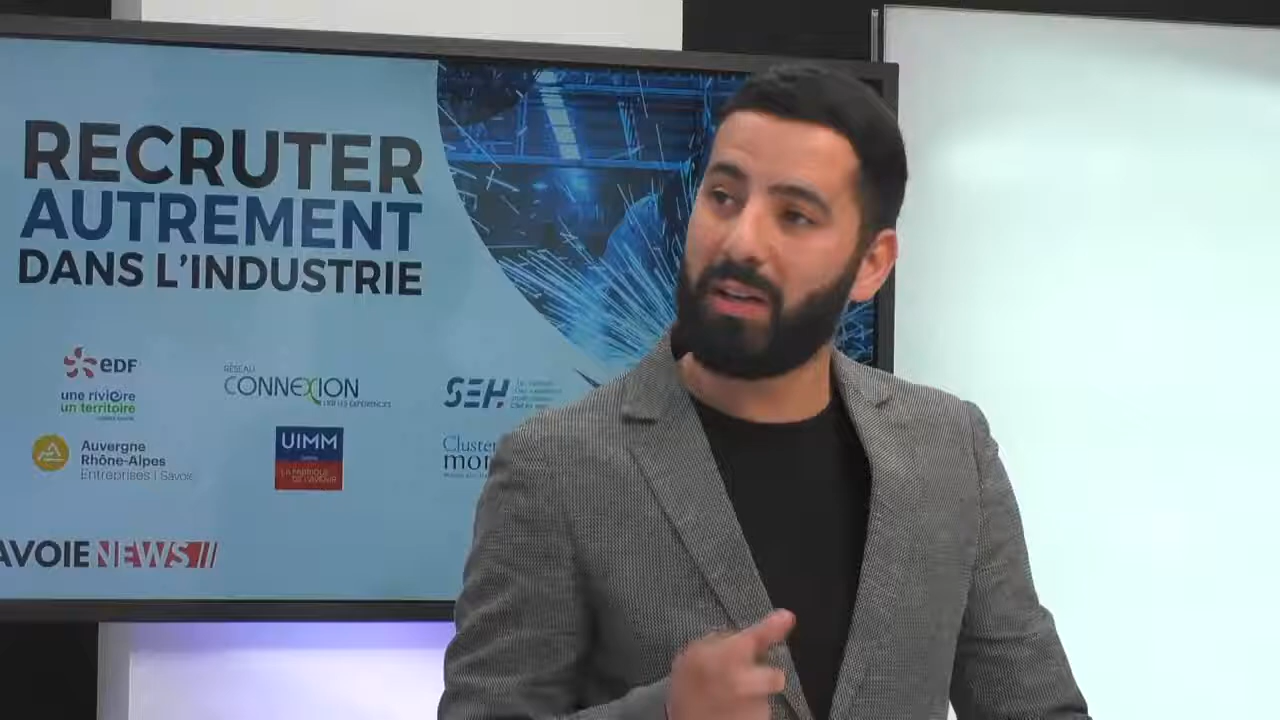 RECRUTER
AUTREMENT
DANS L'INDUSTRIE
edf
une rivière
un territoire
RÉSEAU
CONNEXION
SEH
Auvergne
Rhône-Alpes
Entreprises | Savoie
UIMM
LA FABRIQUE
DE L'AVENIR
Cluster
AVOIE NEWS